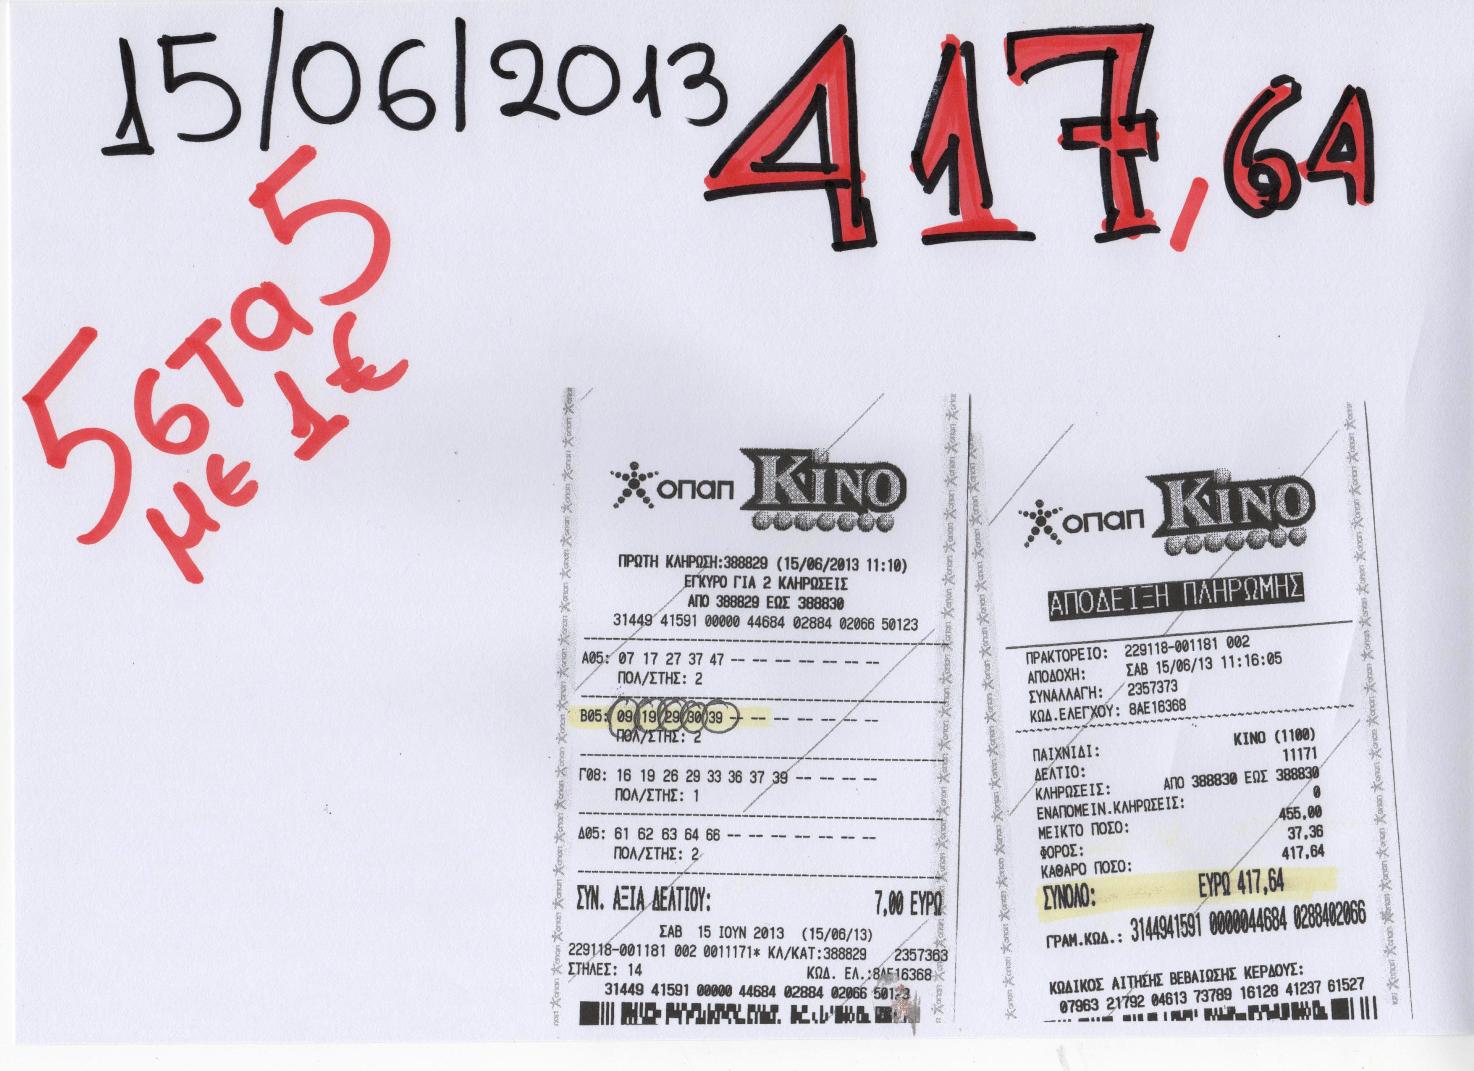 15/06/2013 417,64
5 στα 5
με 1€
οπαπ KINO
ΠΡΩΤΗ ΚΛΗΡΩΣΗ:388829 (15/06/2013 11:10)
ΕΓΚΥΡΟ ΓΙΑ 2 ΚΛΗΡΩΣΕΙΣ
ΑΠΟ 388829 ΕΩΣ 388830
31449 41591 00000 44684 02884 02066 50123
Α05: 07 17 27 37 47 -- -- -- -- -- -- --
ΠΟΛ/ΣΤΗΣ: 2
Β05: 09 19 29 30 39 -- -- -- -- -- -- --
ΠΟΛ/ΣΤΗΣ: 2
Γ08: 16 19 26 29 33 36 37 39 -- -- -- --
ΠΟΛ/ΣΤΗΣ: 1
Δ05: 61 62 63 64 66 -- -- -- -- -- -- --
ΠΟΛ/ΣΤΗΣ: 2
ΣΥΝ. ΑΞΙΑ ΔΕΛΤΙΟΥ: 7,00 ΕΥΡΩ
ΣΑΒ 15 ΙΟΥΝ 2013 (15/06/13)
229118-001181 002 0011171* ΚΛ/ΚΑΤ:388829 2357363
ΣΤΗΛΕΣ: 14 ΚΩΔ. ΕΛ.:8AE16368
31449 41591 00000 44684 02884 02066 50123
οπαπ KINO
ΑΠΟΔΕΙΞΗ ΠΛΗΡΩΜΗΣ
ΠΡΑΚΤΟΡΕΙΟ: 229118-001181 002
ΑΠΟΔΟΧΗ: ΣΑΒ 15/06/13 11:16:05
ΣΥΝΑΛΛΑΓΗ: 2357373
ΚΩΔ.ΕΛΕΓΧΟΥ: 8AE16368
ΠΑΙΧΝΙΔΙ: ΚΙΝΟ (1100)
ΔΕΛΤΙΟ: 11171
ΚΛΗΡΩΣΕΙΣ: ΑΠΟ 388830 ΕΩΣ 388830
ΕΝΑΠΟΜΕΙΝ.ΚΛΗΡΩΣΕΙΣ: 0
ΜΕΙΚΤΟ ΠΟΣΟ: 455,00
ΦΟΡΟΣ: 37,36
ΚΑΘΑΡΟ ΠΟΣΟ: 417,64
ΣΥΝΟΛΟ: ΕΥΡΩ 417,64
ΓΡΑΜ.ΚΩΔ.: 3144941591 0000044684 0288402066
ΚΩΔΙΚΟΣ ΑΙΤΗΣΗΣ ΒΕΒΑΙΩΣΗΣ ΚΕΡΔΟΥΣ:
07963 21792 04613 73789 16128 41237 61527